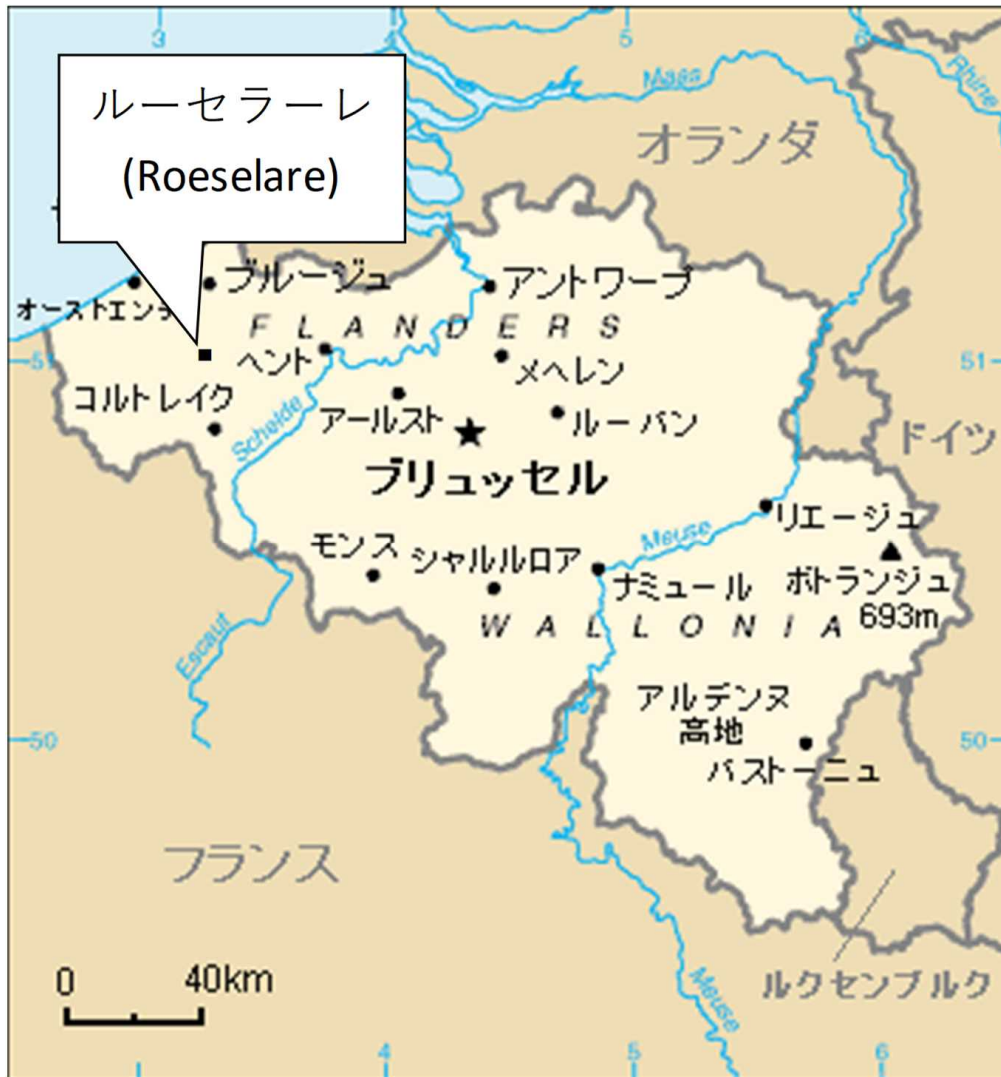 3
4
5
6
Maas
Rhine
ルーセラーレ
(Roeselare)
オランダ
ブルージュ
アントワープ
オーストエンデ
FLANDERS
51
ヘント
メヘレン
51
コルトレイク
Schelde
アールスト
ルーバン
ドイツ
ブリュッセル
Meuse
リエージュ
モンス
シャルルロア
ナミュール
ボトランジュ
693m
WALLONIA
Escaut
アルデンヌ
高地
50
50
バストーニュ
フランス
0
40km
ルクセンブルク
Meuse
4
5
6